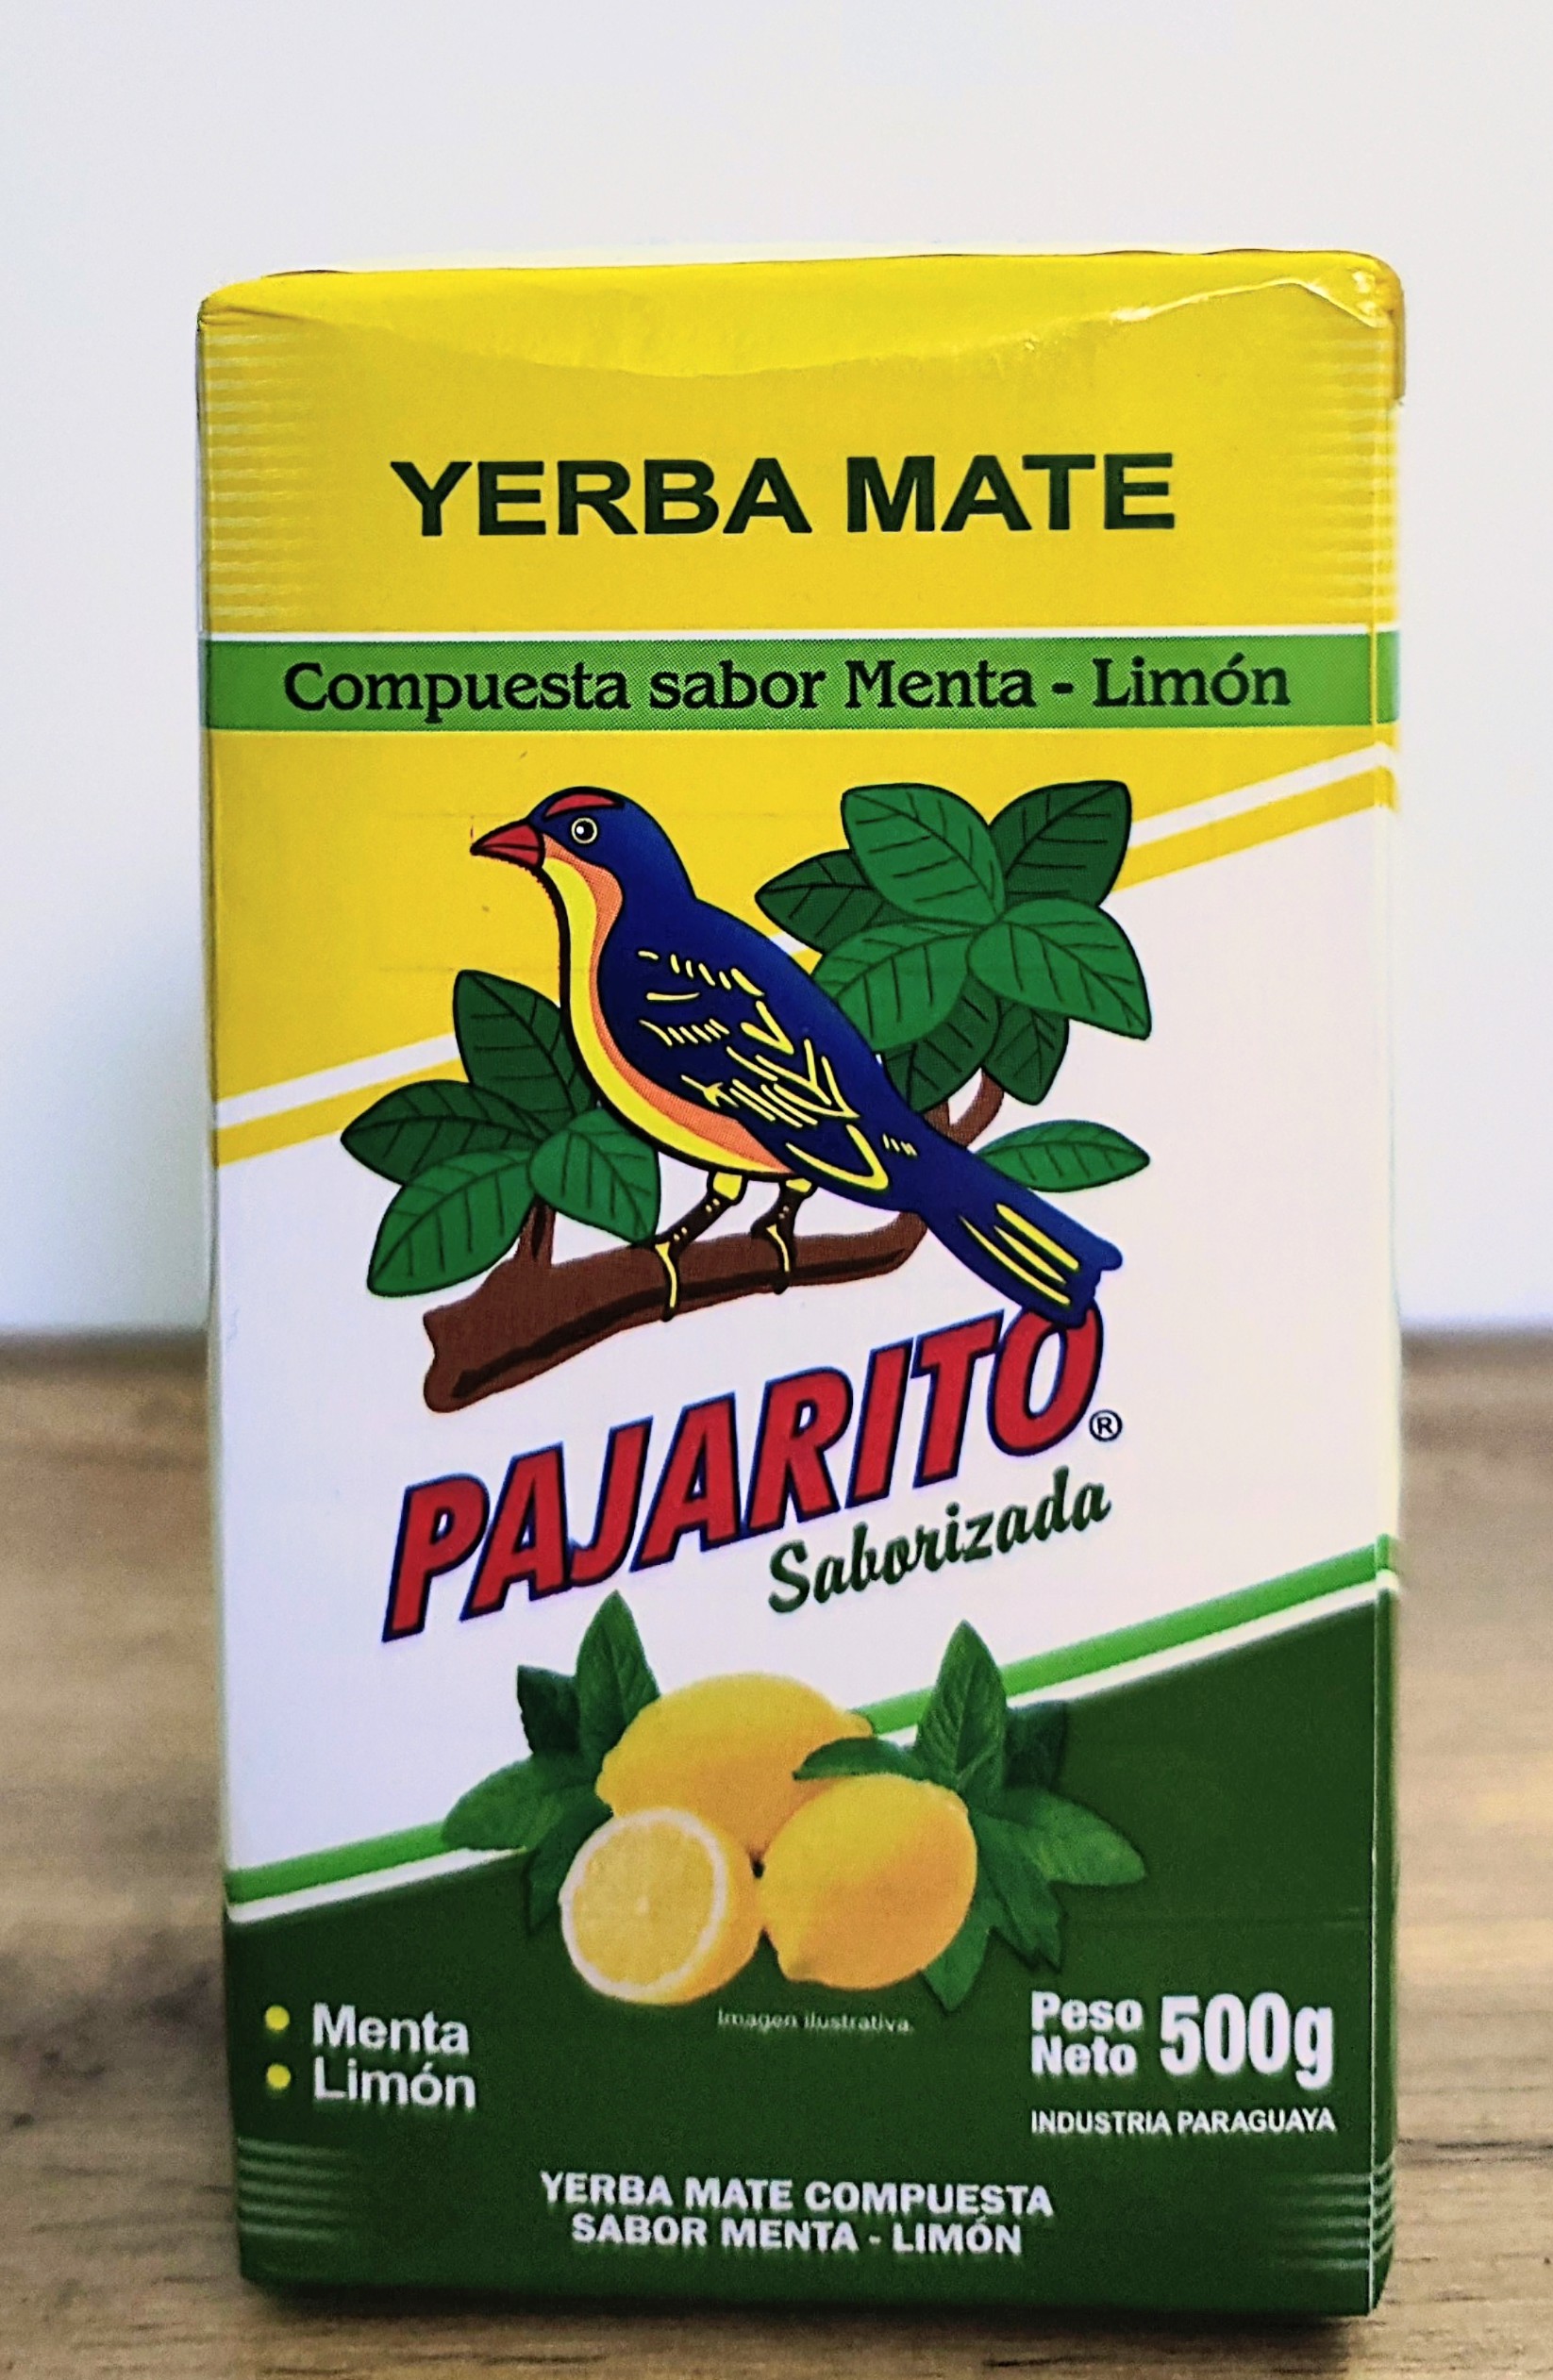 YERBA MATE
Compuesta sabor Menta - Limón
PAJARITO®
Saborizada
Imagen ilustrativa.
• Menta
• Limón
Peso
Neto 500g
INDUSTRIA PARAGUAYA
YERBA MATE COMPUESTA
SABOR MENTA - LIMÓN